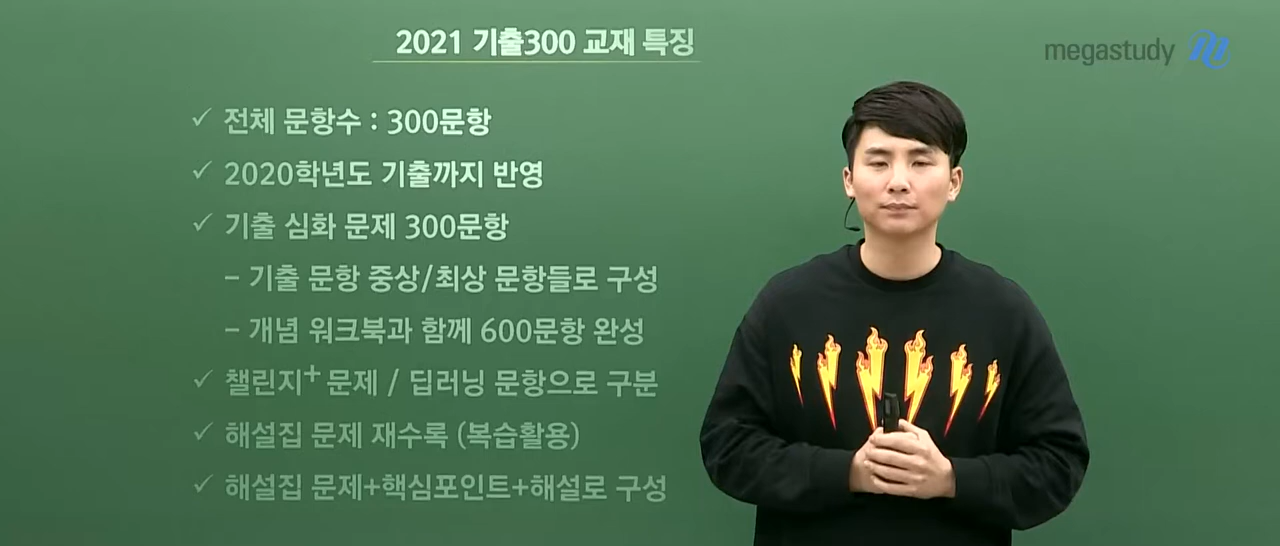 2021 기출300 교재 특징
megastudy M
✓ 전체 문항수 : 300문항
✓ 2020학년도 기출까지 반영
✓ 기출 심화 문제 300문항
– 기출 문항 중상/최상 문항들로 구성
– 개념 워크북과 함께 600문항 완성
✓ 챌린지+ 문제 / 딥러닝 문항으로 구분
✓ 해설집 문제 재수록 (복습활용)
✓ 해설집 문제+핵심포인트+해설로 구성